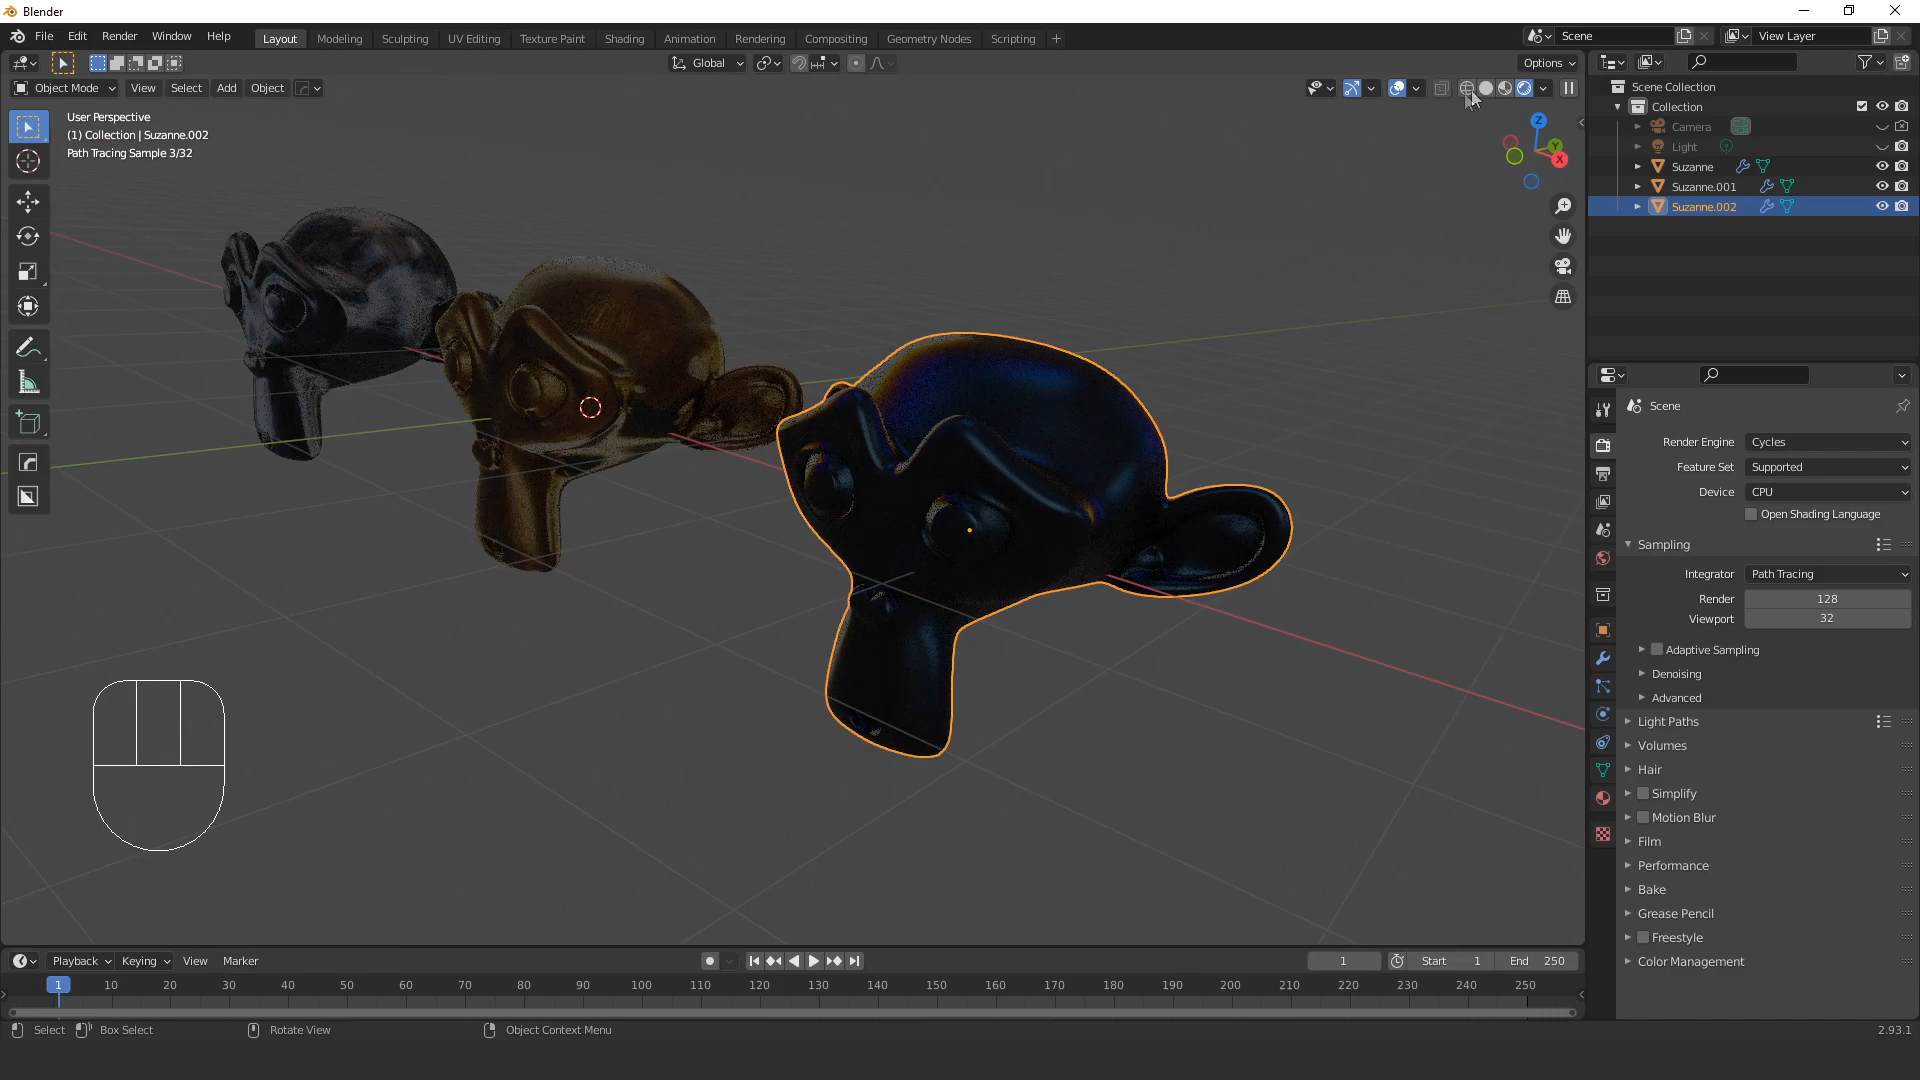 Blender
File Edit Render Window Help
Layout Modeling Sculpting UV Editing Texture Paint Shading Animation Rendering Compositing Geometry Nodes Scripting
Scene
View Layer
Global
Options
Object Mode View Select Add Object
User Perspective
(1) Collection | Suzanne.002
Path Tracing Sample 3/32
Z
Y
X
Scene Collection
Collection
Camera
Light
Suzanne
Suzanne.001
Suzanne.002
Scene
Render Engine Cycles
Feature Set Supported
Device CPU
Open Shading Language
Sampling
Integrator Path Tracing
Render 128
Viewport 32
Adaptive Sampling
Denoising
Advanced
Light Paths
Volumes
Hair
Simplify
Motion Blur
Film
Performance
Bake
Grease Pencil
Freestyle
Color Management
Playback Keying View Marker
1
Start 1
End 250
1 10 20 30 40 50 60 70 80 90 100 110 120 130 140 150 160 170 180 190 200 210 220 230 240 250
Select Box Select Rotate View Object Context Menu
2.93.1